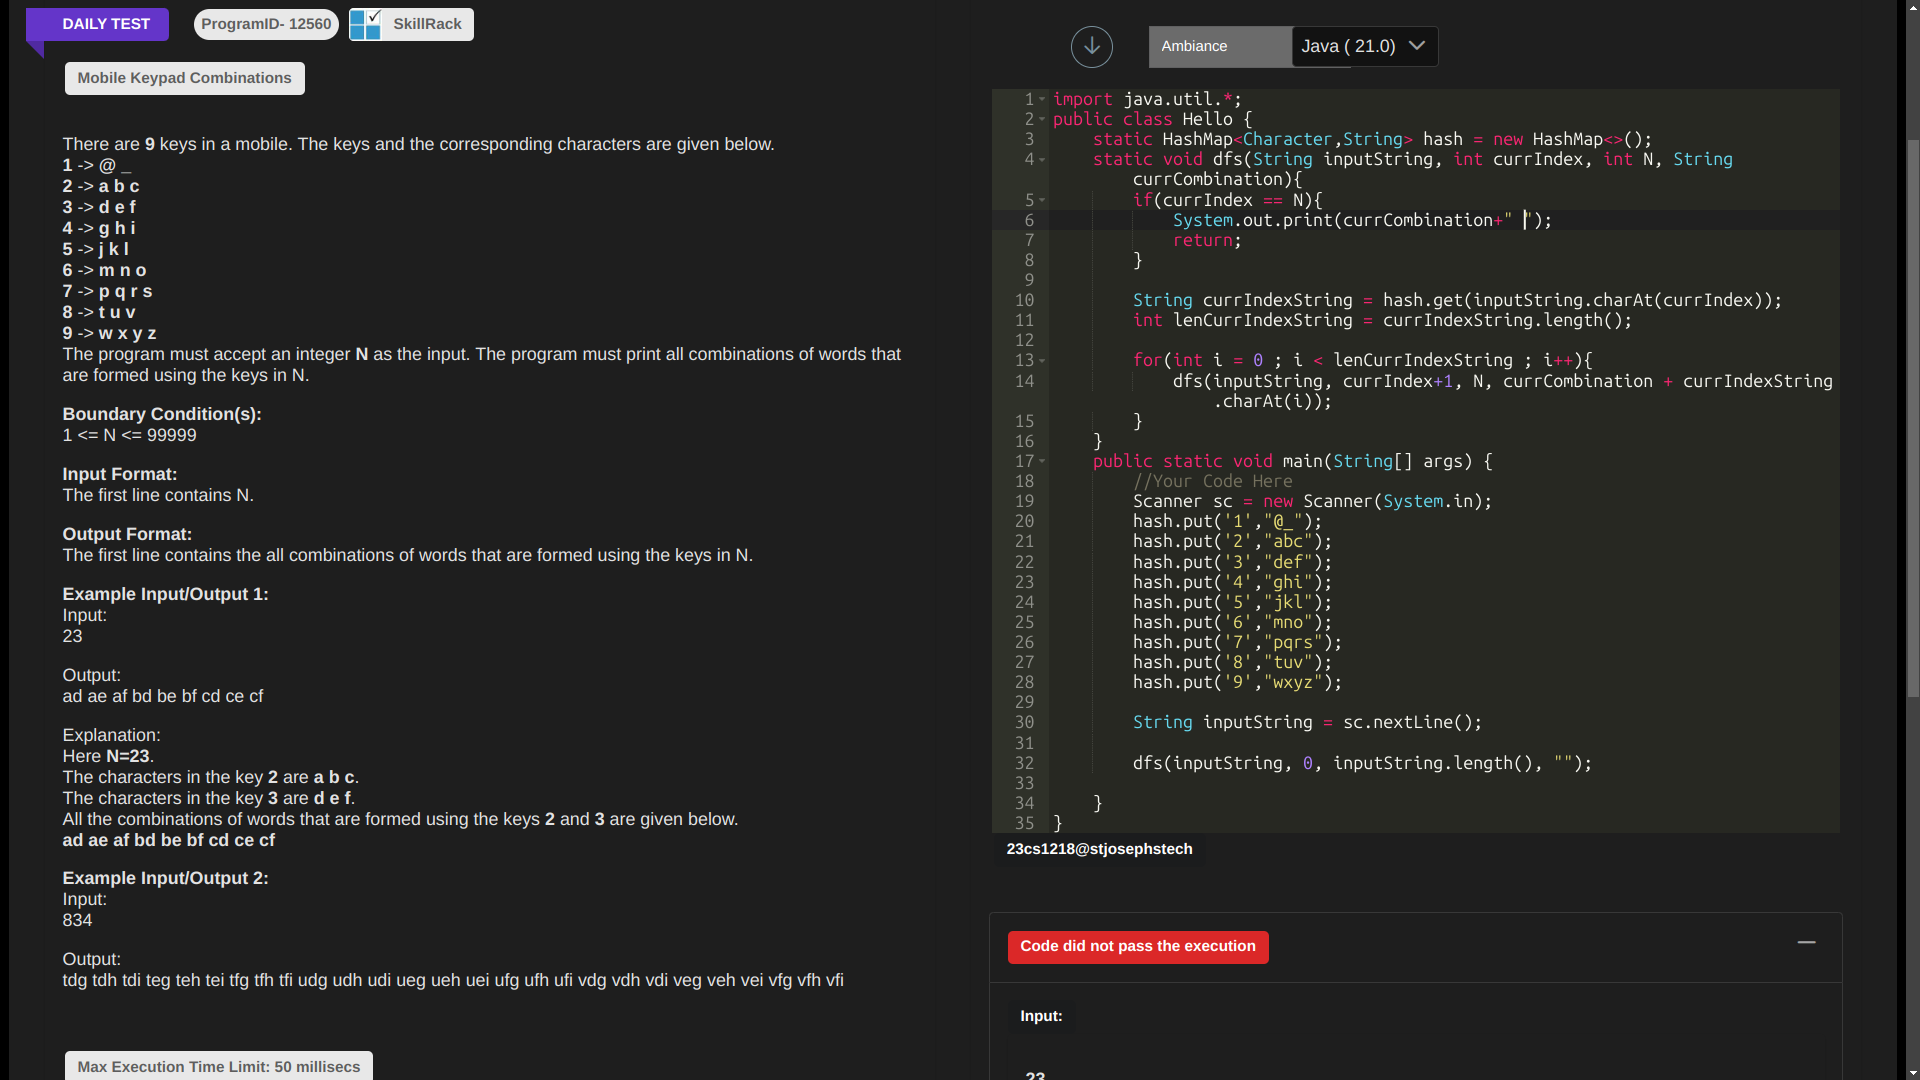 DAILY TEST
ProgramID- 12560
SkillRack
Mobile Keypad Combinations
There are 9 keys in a mobile. The keys and the corresponding characters are given below.
1 -> @ _
2 -> a b c
3 -> d e f
4 -> g h i
5 -> j k l
6 -> m n o
7 -> p q r s
8 -> t u v
9 -> w x y z
The program must accept an integer N as the input. The program must print all combinations of words that
are formed using the keys in N.
Boundary Condition(s):
1 <= N <= 99999
Input Format:
The first line contains N.
Output Format:
The first line contains the all combinations of words that are formed using the keys in N.
Example Input/Output 1:
Input:
23
Output:
ad ae af bd be bf cd ce cf
Explanation:
Here N=23.
The characters in the key 2 are a b c.
The characters in the key 3 are d e f.
All the combinations of words that are formed using the keys 2 and 3 are given below.
ad ae af bd be bf cd ce cf
Example Input/Output 2:
Input:
834
Output:
tdg tdh tdi teg teh tei tfg tfh tfi udg udh udi ueg ueh uei ufg ufh ufi vdg vdh vdi veg veh vei vfg vfh vfi
Max Execution Time Limit: 50 millisecs
Ambiance
Java ( 21.0)
1 import java.util.*;
2 public class Hello {
3 static HashMap<Character,String> hash = new HashMap<>();
4 static void dfs(String inputString, int currIndex, int N, String
currCombination){
5 if(currIndex == N){
6 System.out.print(currCombination+" ");
7 return;
8 }
9
10 String currIndexString = hash.get(inputString.charAt(currIndex));
11 int lenCurrIndexString = currIndexString.length();
12
13 for(int i = 0 ; i < lenCurrIndexString ; i++){
14 dfs(inputString, currIndex+1, N, currCombination + currIndexString
.charAt(i));
15 }
16 }
17 public static void main(String[] args) {
18 //Your Code Here
19 Scanner sc = new Scanner(System.in);
20 hash.put('1',"@_");
21 hash.put('2',"abc");
22 hash.put('3',"def");
23 hash.put('4',"ghi");
24 hash.put('5',"jkl");
25 hash.put('6',"mno");
26 hash.put('7',"pqrs");
27 hash.put('8',"tuv");
28 hash.put('9',"wxyz");
29
30 String inputString = sc.nextLine();
31
32 dfs(inputString, 0, inputString.length(), "");
33
34 }
35 }
23cs1218@stjosephstech
Code did not pass the execution
Input:
23